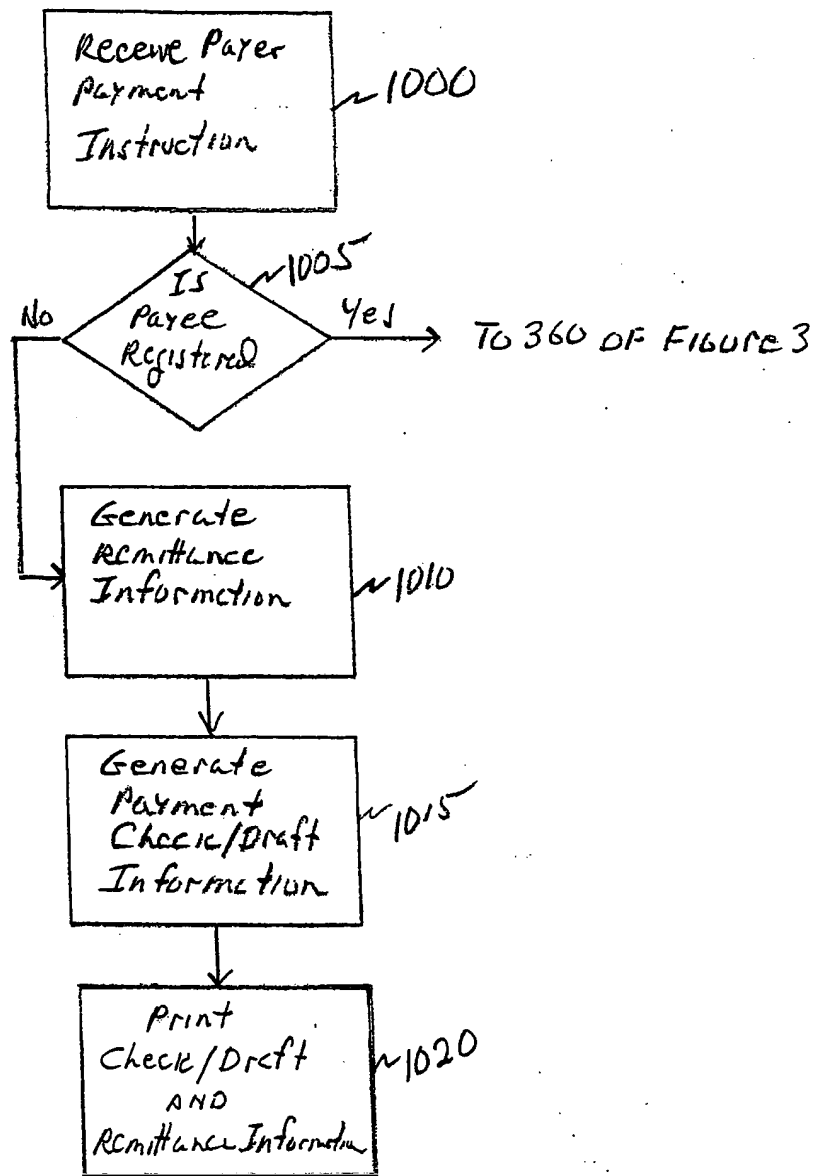 Receive Payer
Payment
Instruction
1000
Is
Payee
Registered
1005
No
Yes
To 360 OF FIGURE 3
Generate
Remittance
Information
1010
Generate
Payment
Check/Draft
Information
1015
Print
Check/Draft
AND
Remittance Information
1020